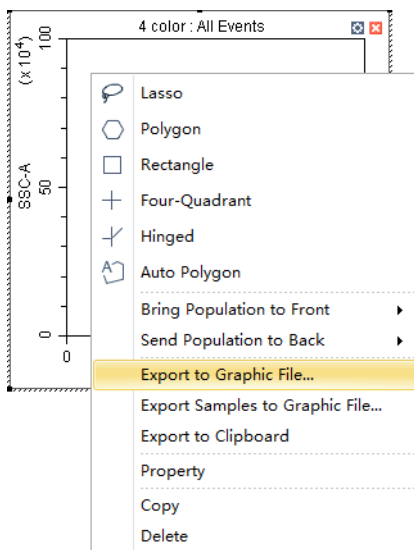 4 color : All Events
(x 10⁴)
100
SSC-A
50
0
0
Lasso
Polygon
Rectangle
Four-Quadrant
Hinged
A
Auto Polygon
Bring Population to Front
Send Population to Back
Export to Graphic File...
Export Samples to Graphic File...
Export to Clipboard
Property
Copy
Delete